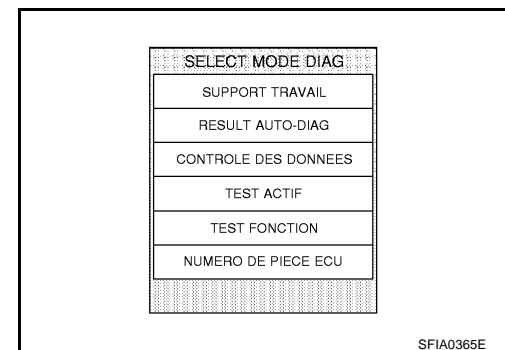 SELECT MODE DIAG
SUPPORT TRAVAIL
RESULT AUTO-DIAG
CONTROLE DES DONNEES
TEST ACTIF
TEST FONCTION
NUMERO DE PIECE ECU
SFIA0365E